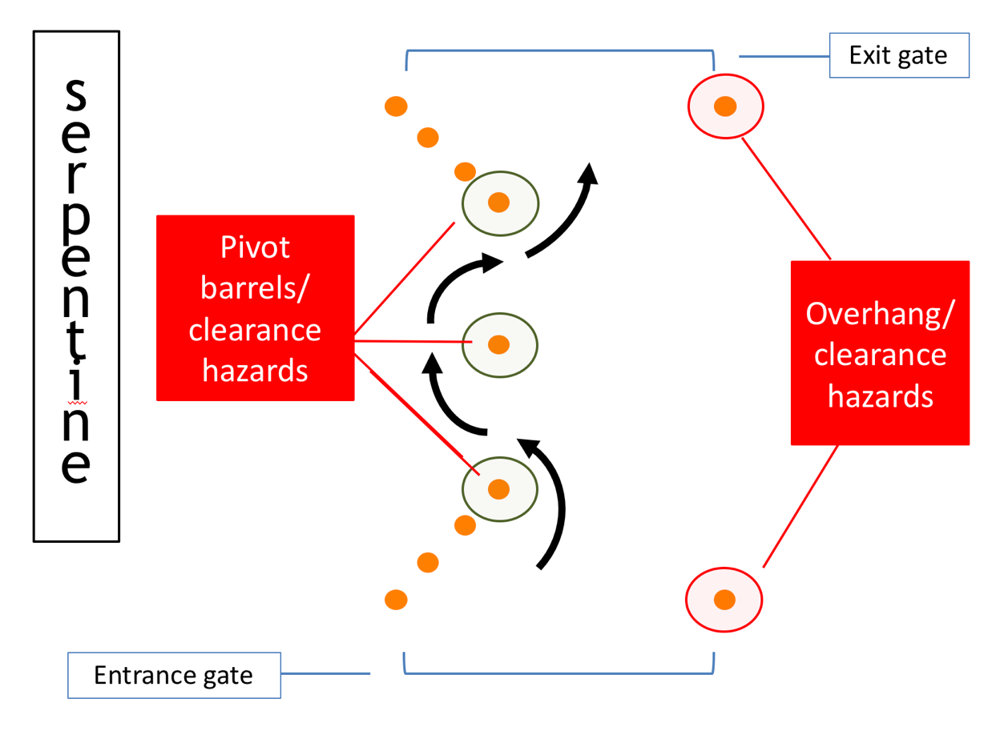 serpentine
Exit gate
Pivot
barrels/
clearance
hazards
Overhang/
clearance
hazards
Entrance gate